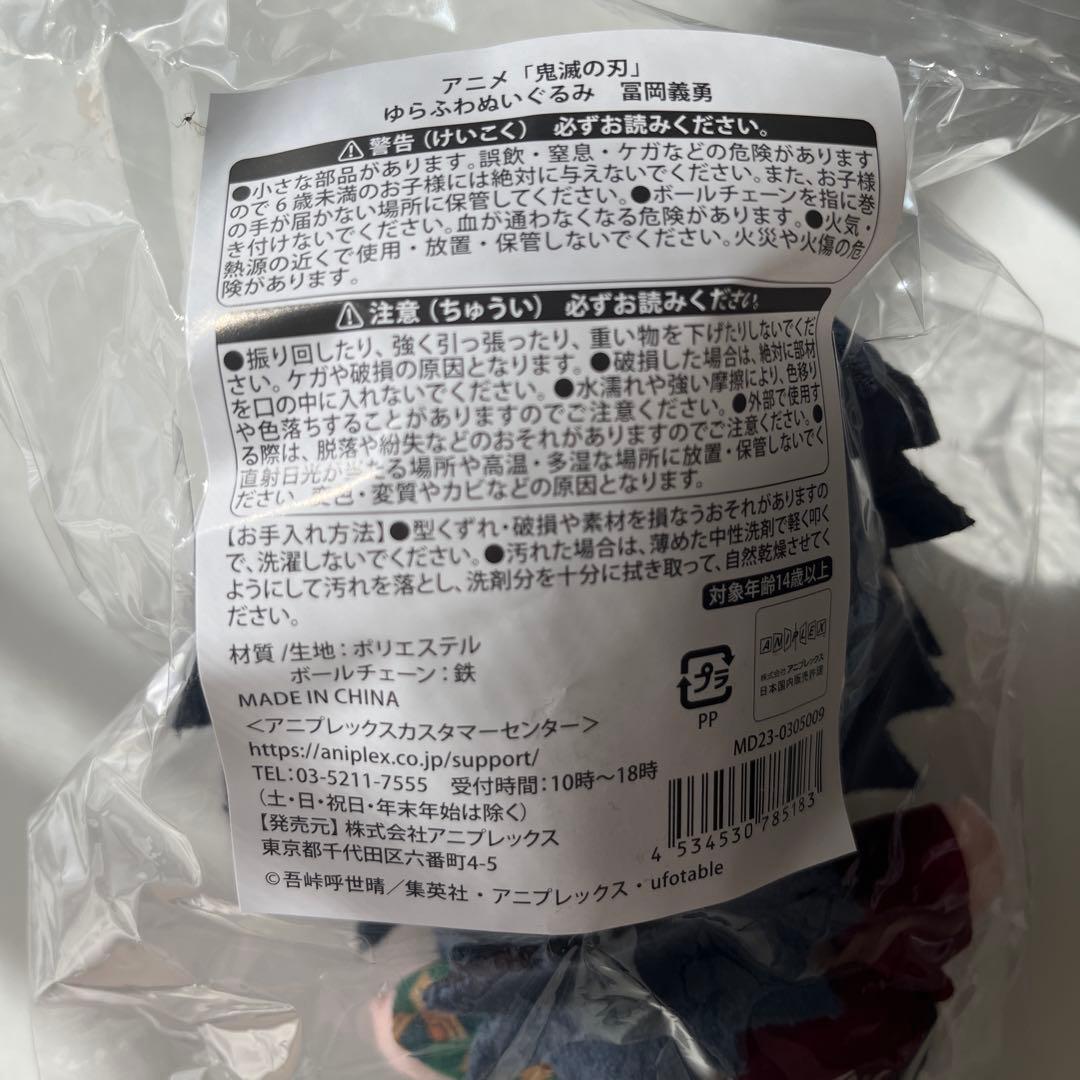 アニメ「鬼滅の刃」
ゆらふわぬいぐるみ　冨岡義勇
警告（けいこく）　必ずお読みください。
●小さな部品があります。誤飲・窒息・ケガなどの危険があります
ので６歳未満のお子様には絶対に与えないでください。また、お子様
の手が届かない場所に保管してください。●ボールチェーンを指に巻
き付けないでください。血が通わなくなる危険があります。●火気・
熱源の近くで使用・放置・保管しないでください。火災や火傷の危
険があります。
注意（ちゅうい）　必ずお読みください。
●振り回したり、強く引っ張ったり、重い物を下げたりしないでくだ
さい。ケガや破損の原因となります。●破損した場合は、絶対に部材
を口の中に入れないでください。●水濡れや強い摩擦により、色移り
や色落ちすることがありますのでご注意ください。●外部で使用す
る際は、脱落や紛失などのおそれがありますのでご注意ください。●
直射日光が当たる場所や高温・多湿な場所に放置・保管しないでく
ださい。変色・変質やカビなどの原因となります。
【お手入れ方法】●型くずれ・破損や素材を損なうおそれがありますの
で、洗濯しないでください。●汚れた場合は、薄めた中性洗剤で軽く叩く
ようにして汚れを落とし、洗剤分を十分に拭き取って、自然乾燥させてく
ださい。
対象年齢14歳以上
材質 /生地：ポリエステル
ボールチェーン：鉄
MADE IN CHINA
プラ
PP
ANIPLEX
株式会社アニプレックス
日本国内販売許諾
＜アニプレックスカスタマーセンター＞
https://aniplex.co.jp/support/
TEL：03-5211-7555　受付時間：10時～18時
（土・日・祝日・年末年始は除く）
【発売元】株式会社アニプレックス
東京都千代田区六番町4-5
MD23-0305009
4 534530 785183
©吾峠呼世晴／集英社・アニプレックス・ufotable